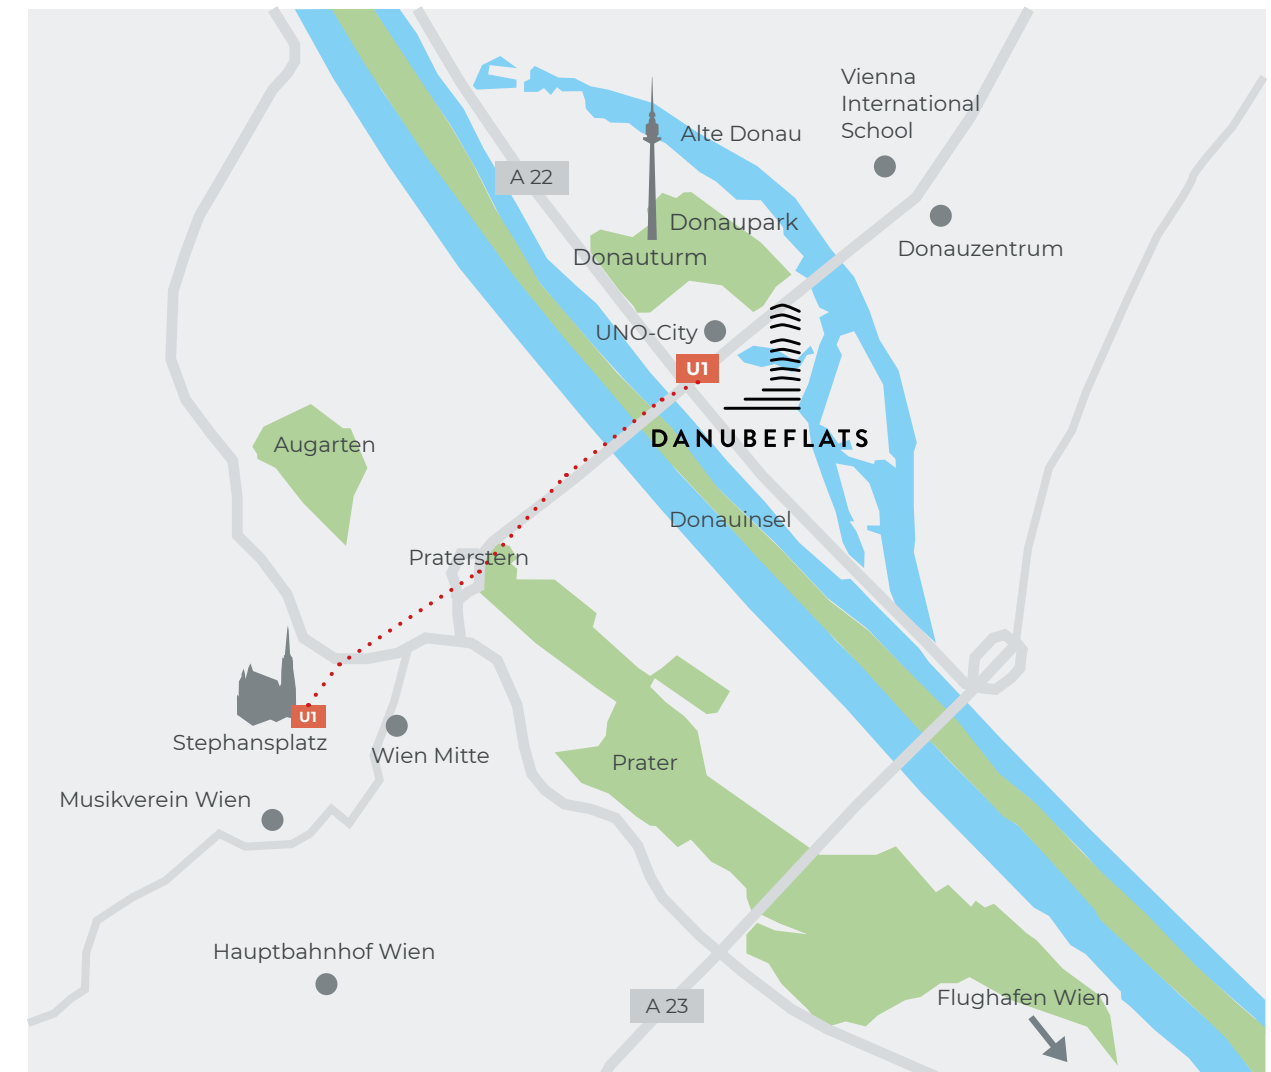 Vienna
International
School
Alte Donau
A 22
Donaupark
Donauzentrum
Donauturm
UNO-City
U1
DANUBEFLATS
Augarten
Donauinsel
Praterstern
U1
Stephansplatz
Wien Mitte
Prater
Musikverein Wien
Hauptbahnhof Wien
Flughafen Wien
A 23